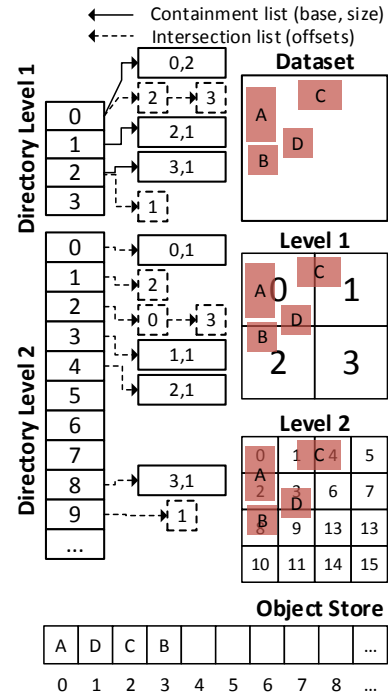 Containment list (base, size)
Intersection list (offsets)
Directory Level 1
0
1
2
3
0,2
2
3
2,1
3,1
1
Dataset
A
C
B
D
Directory Level 2
0
1
2
3
4
5
6
7
8
9
...
0,1
2
0
3
1,1
2,1
3,1
1
Level 1
A
0
C
1
D
B
2
3
Level 2
0
1
C
4
5
A
2
3
6
7
D
B
8
9
13
13
10
11
14
15
Object Store
A D C B ...
0 1 2 3 4 5 6 7 8 ...